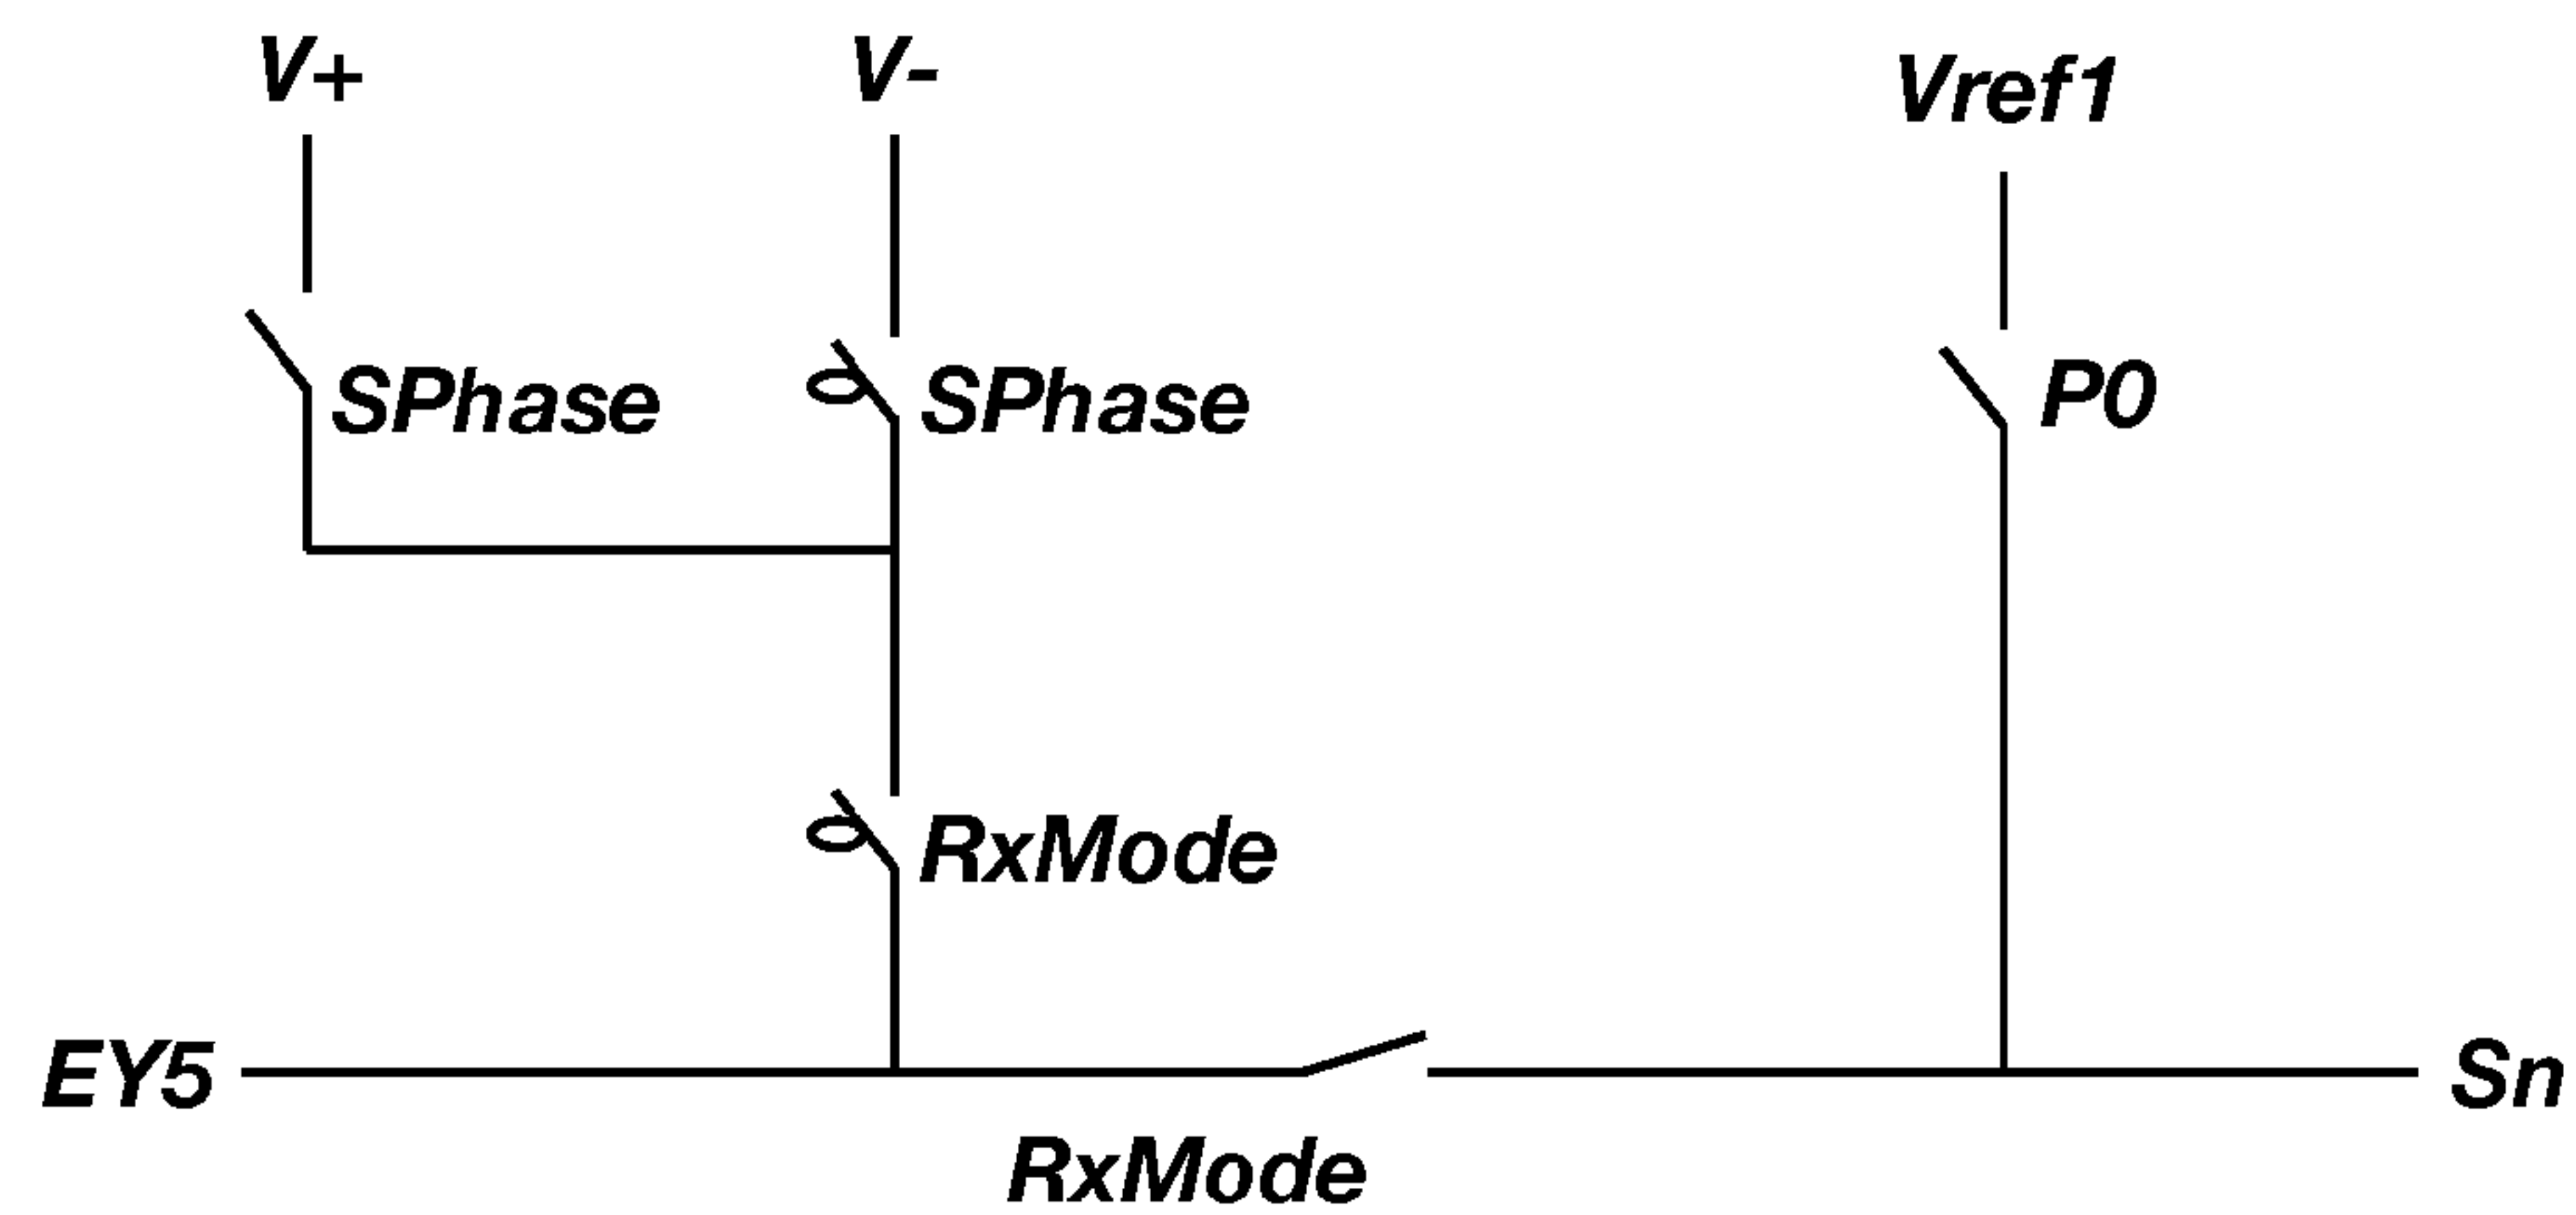 V+
V-
Vref1
SPhase
SPhase
P0
RxMode
EY5
Sn
RxMode